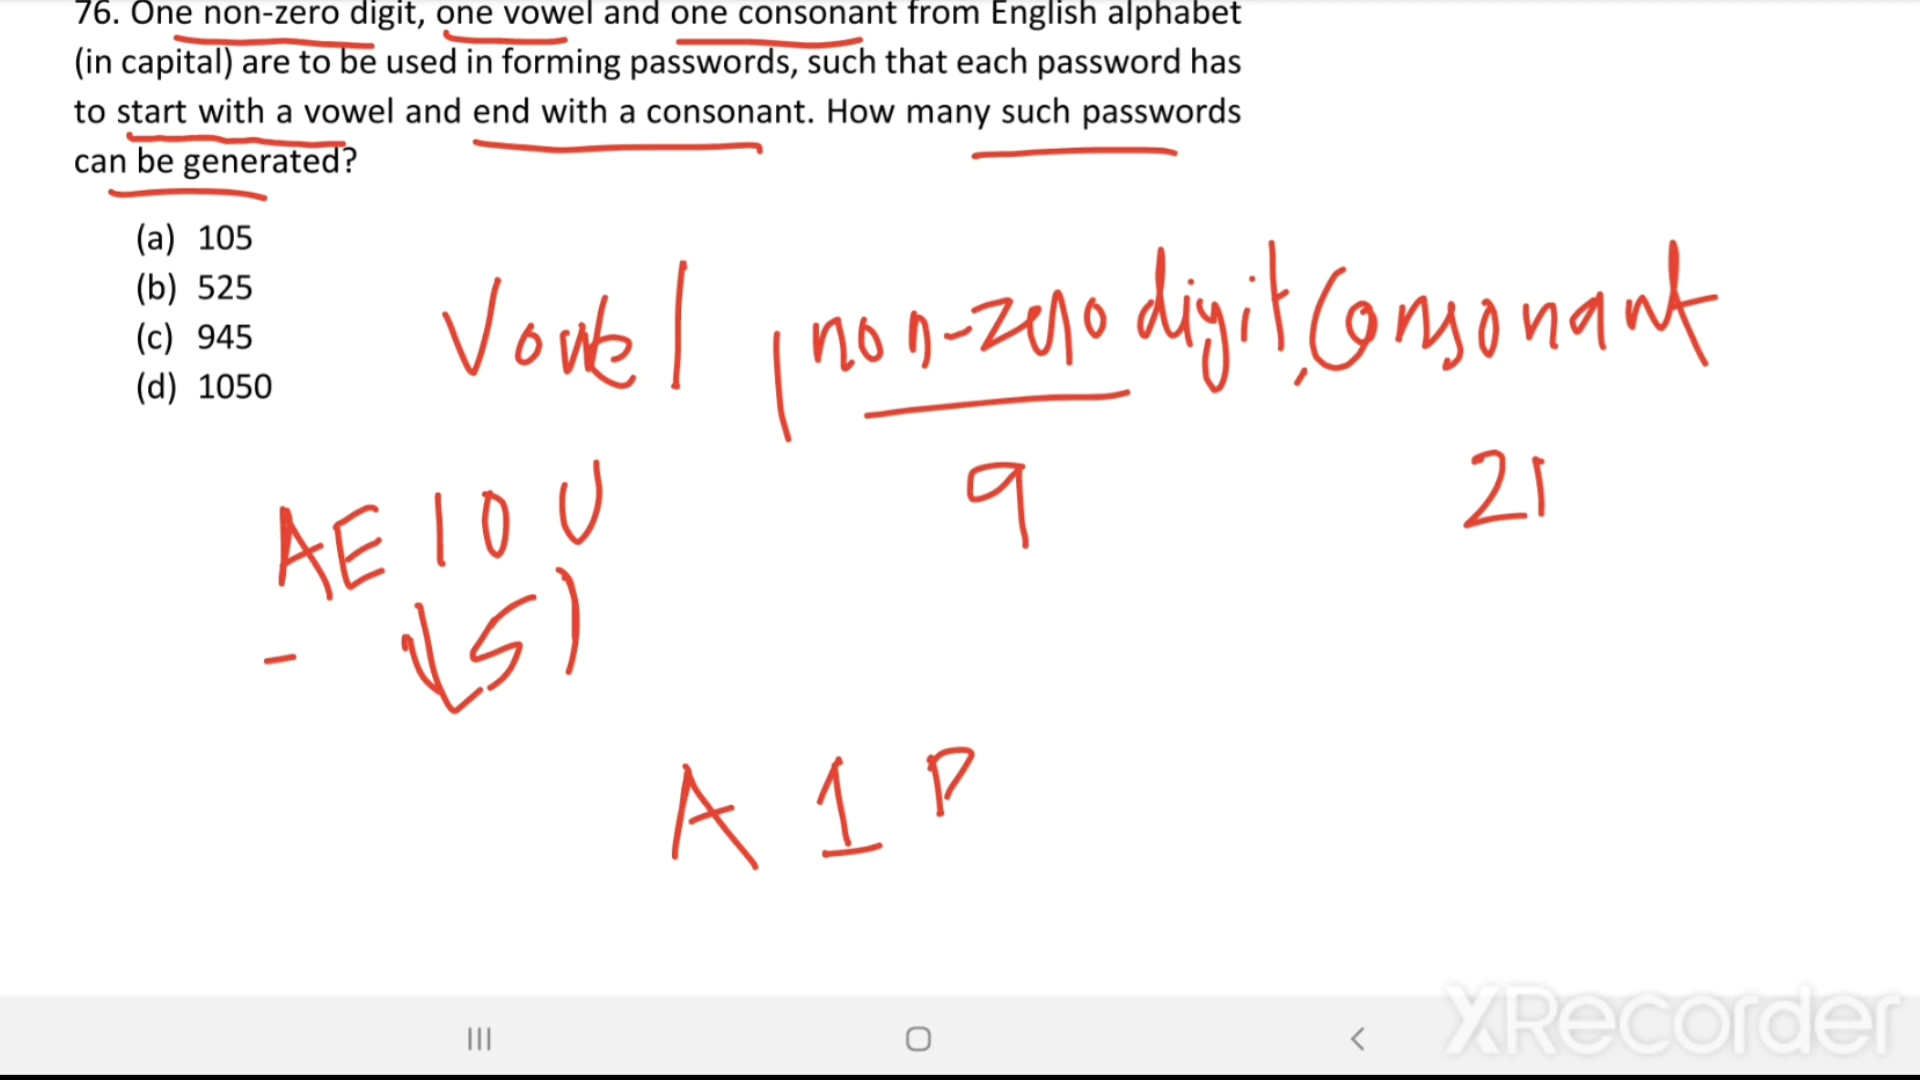 76. One non-zero digit, one vowel and one consonant from English alphabet
(in capital) are to be used in forming passwords, such that each password has
to start with a vowel and end with a consonant. How many such passwords
can be generated?
(a) 105
(b) 525
(c) 945
(d) 1050
Vowel, non-zero digit, Consonant
9 21
A E I O U
(5)
A 1 P
XRecorder